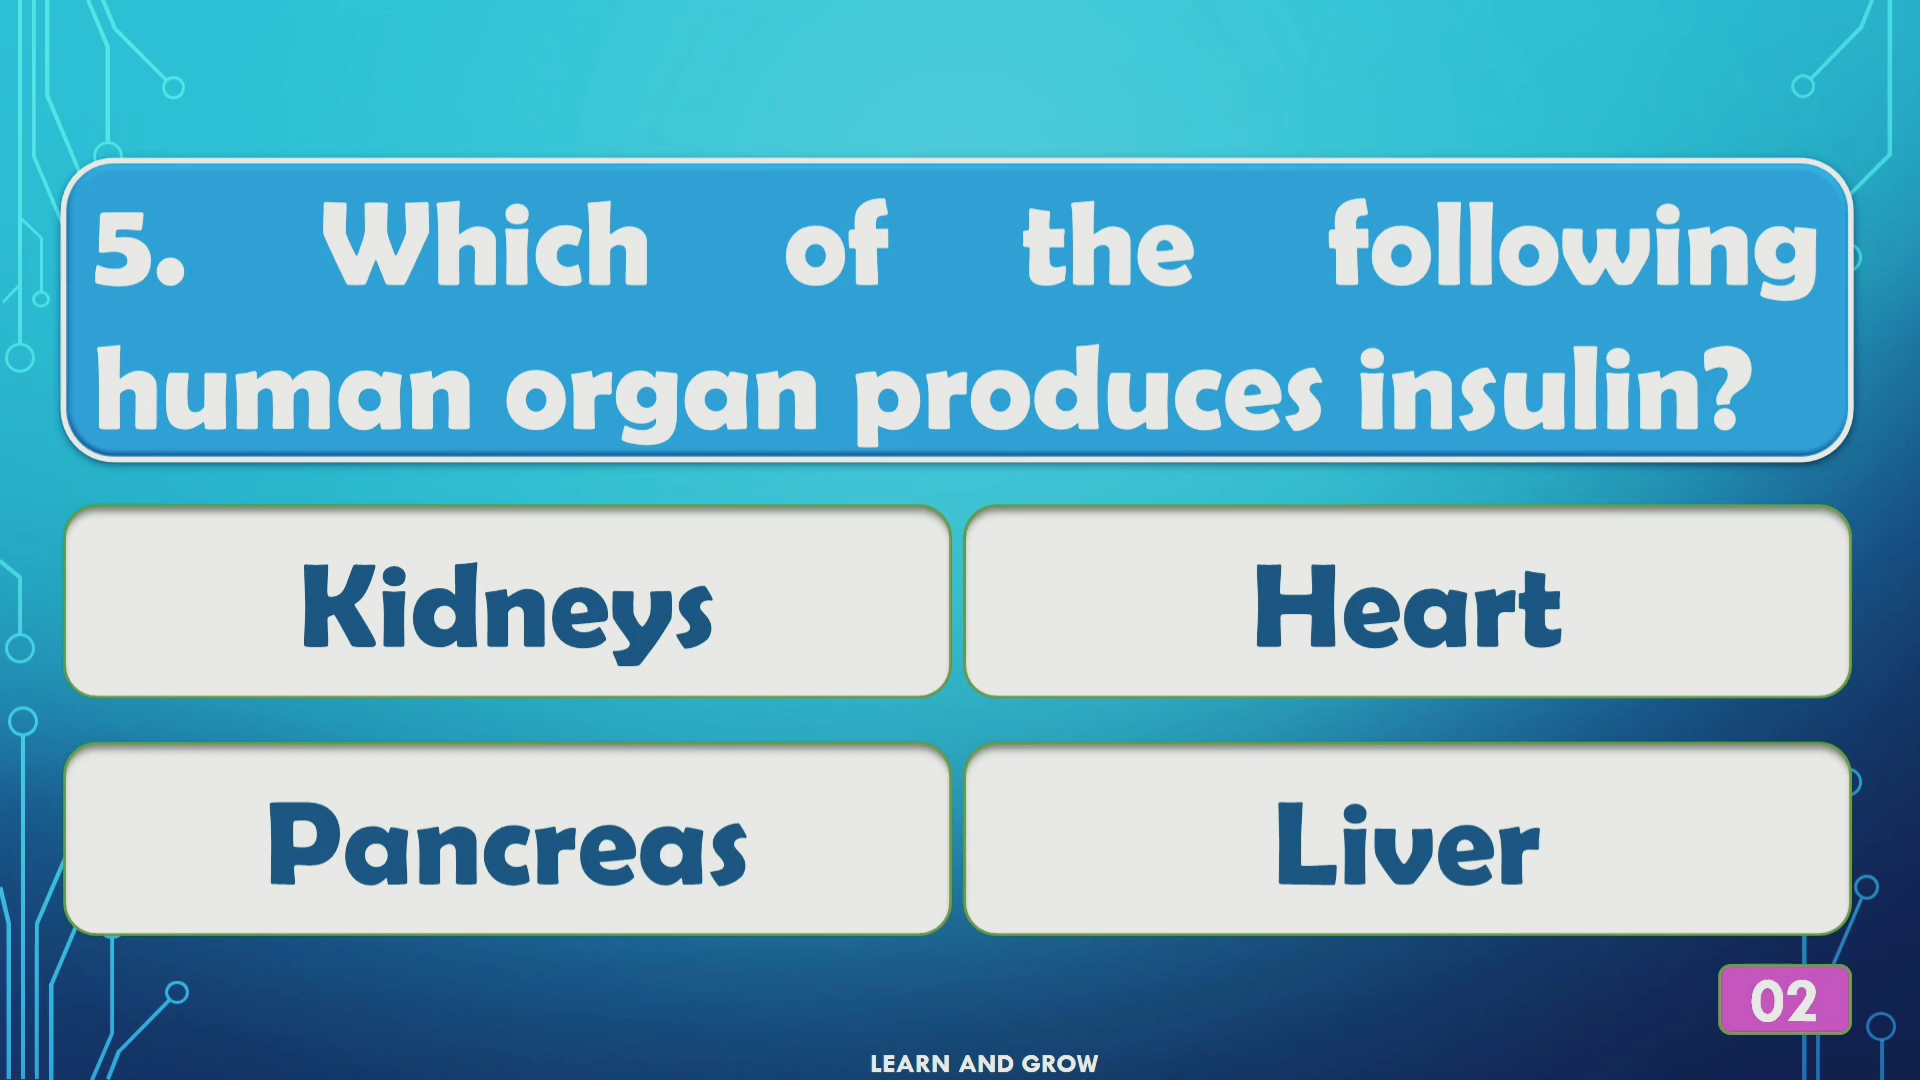 5. Which of the following
human organ produces insulin?
Kidneys
Heart
Pancreas
Liver
02
LEARN AND GROW